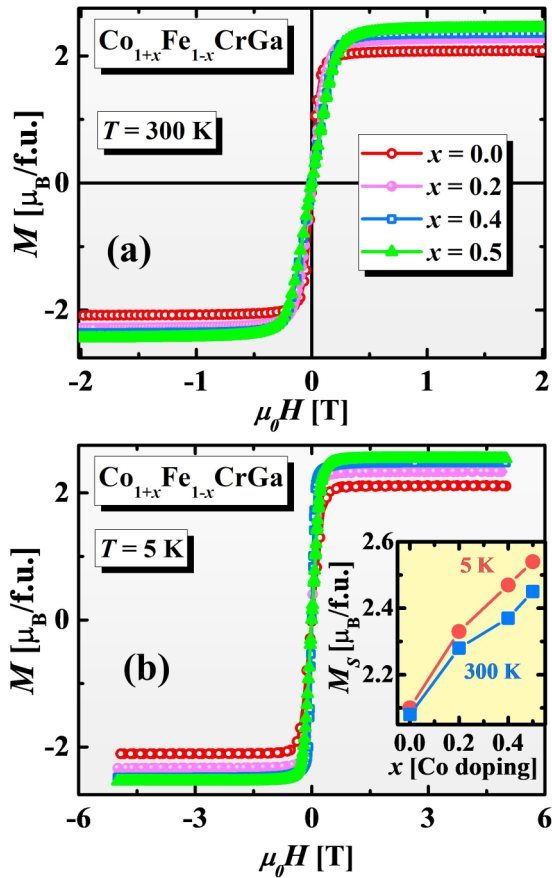 2
0
-2
M [μB/f.u.]
Co1+xFe1-xCrGa
T = 300 K
x = 0.0
x = 0.2
x = 0.4
x = 0.5
(a)
-2 -1 0 1 2
μ0H [T]
2
0
-2
M [μB/f.u.]
Co1+xFe1-xCrGa
T = 5 K
(b)
2.6
2.4
2.2
MS [μB/f.u.]
5 K
300 K
0.0 0.2 0.4
x [Co doping]
-6 -3 0 3 6
μ0H [T]